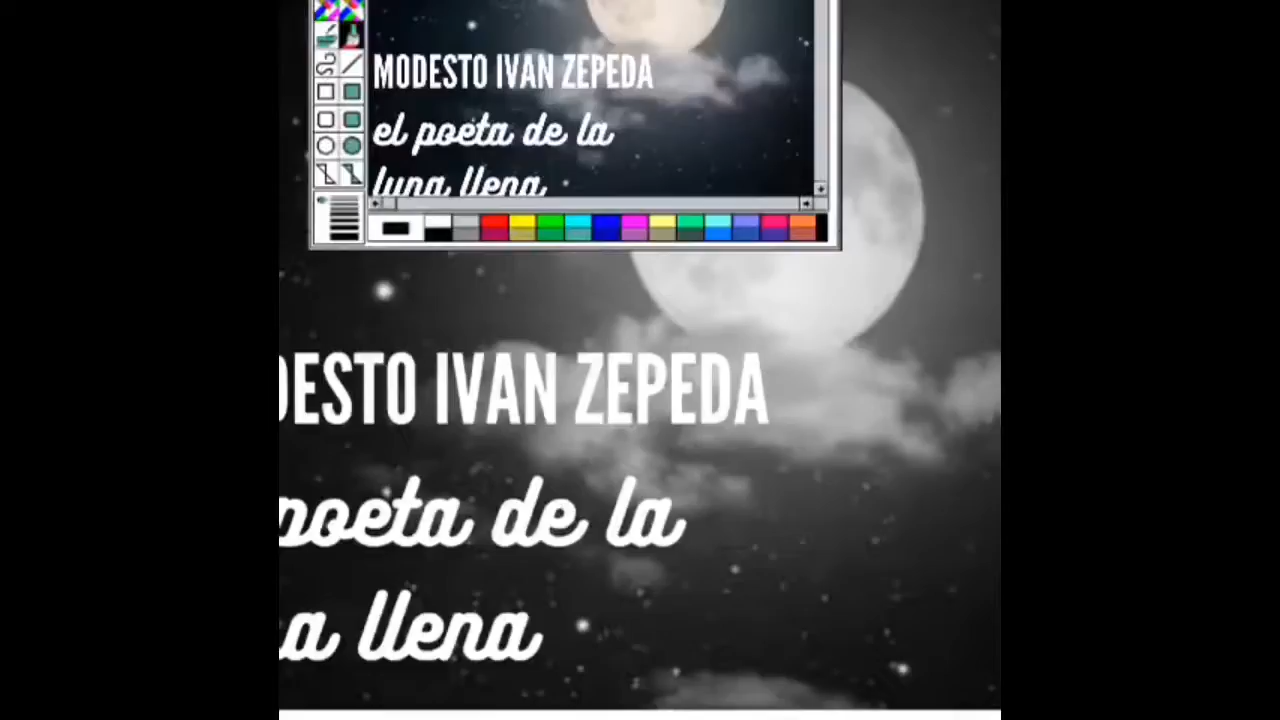 MODESTO IVAN ZEPEDA
el poeta de la
luna llena
DESTO IVAN ZEPEDA
poeta de la
a llena